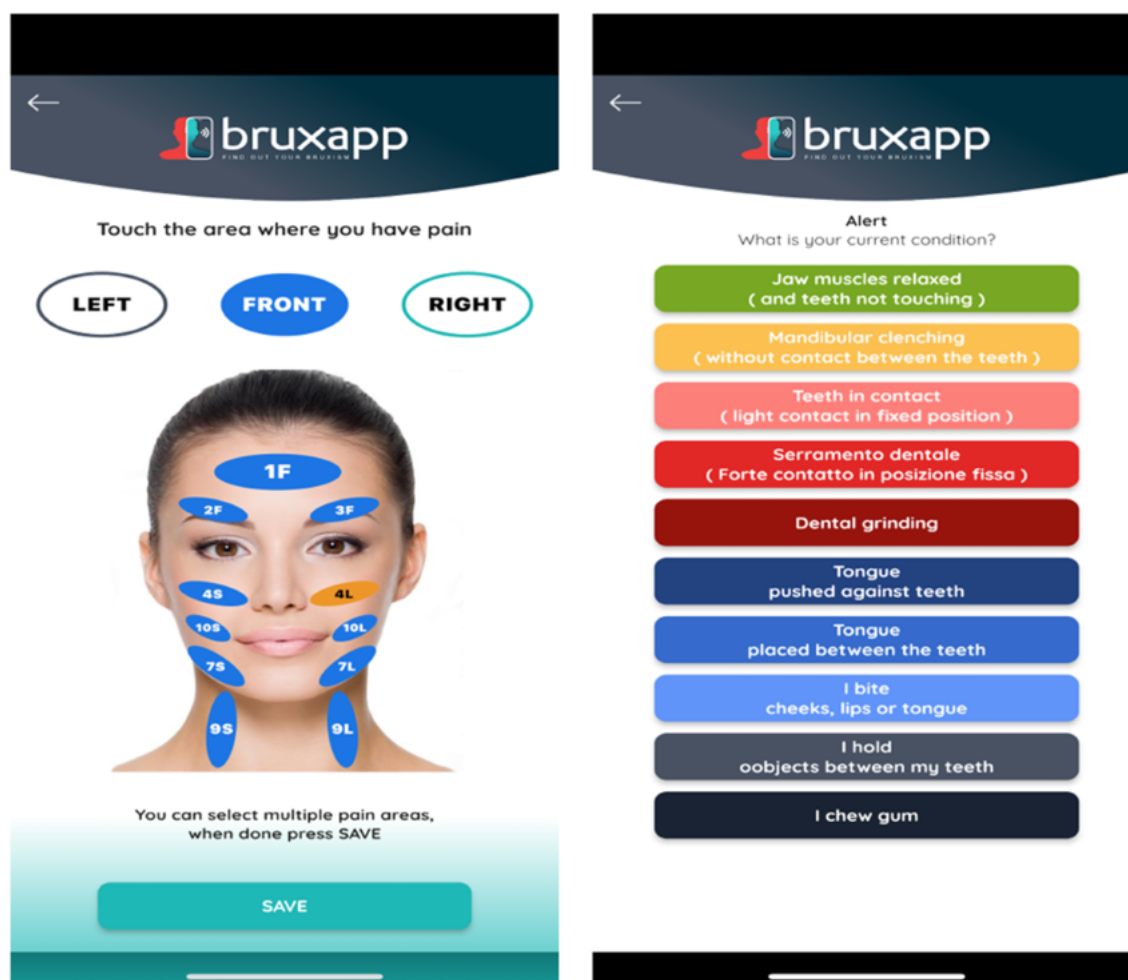 bruxapp
FIND OUT YOUR BRUXISM
Touch the area where you have pain
LEFT
FRONT
RIGHT
1F
2F
3F
4S
4L
10S
10L
7S
7L
9S
9L
You can select multiple pain areas,
when done press SAVE
SAVE
bruxapp
FIND OUT YOUR BRUXISM
Alert
What is your current condition?
Jaw muscles relaxed
( and teeth not touching )
Mandibular clenching
( without contact between the teeth )
Teeth in contact
( light contact in fixed position )
Serramento dentale
( Forte contatto in posizione fissa )
Dental grinding
Tongue
pushed against teeth
Tongue
placed between the teeth
I bite
cheeks, lips or tongue
I hold
oobjects between my teeth
I chew gum